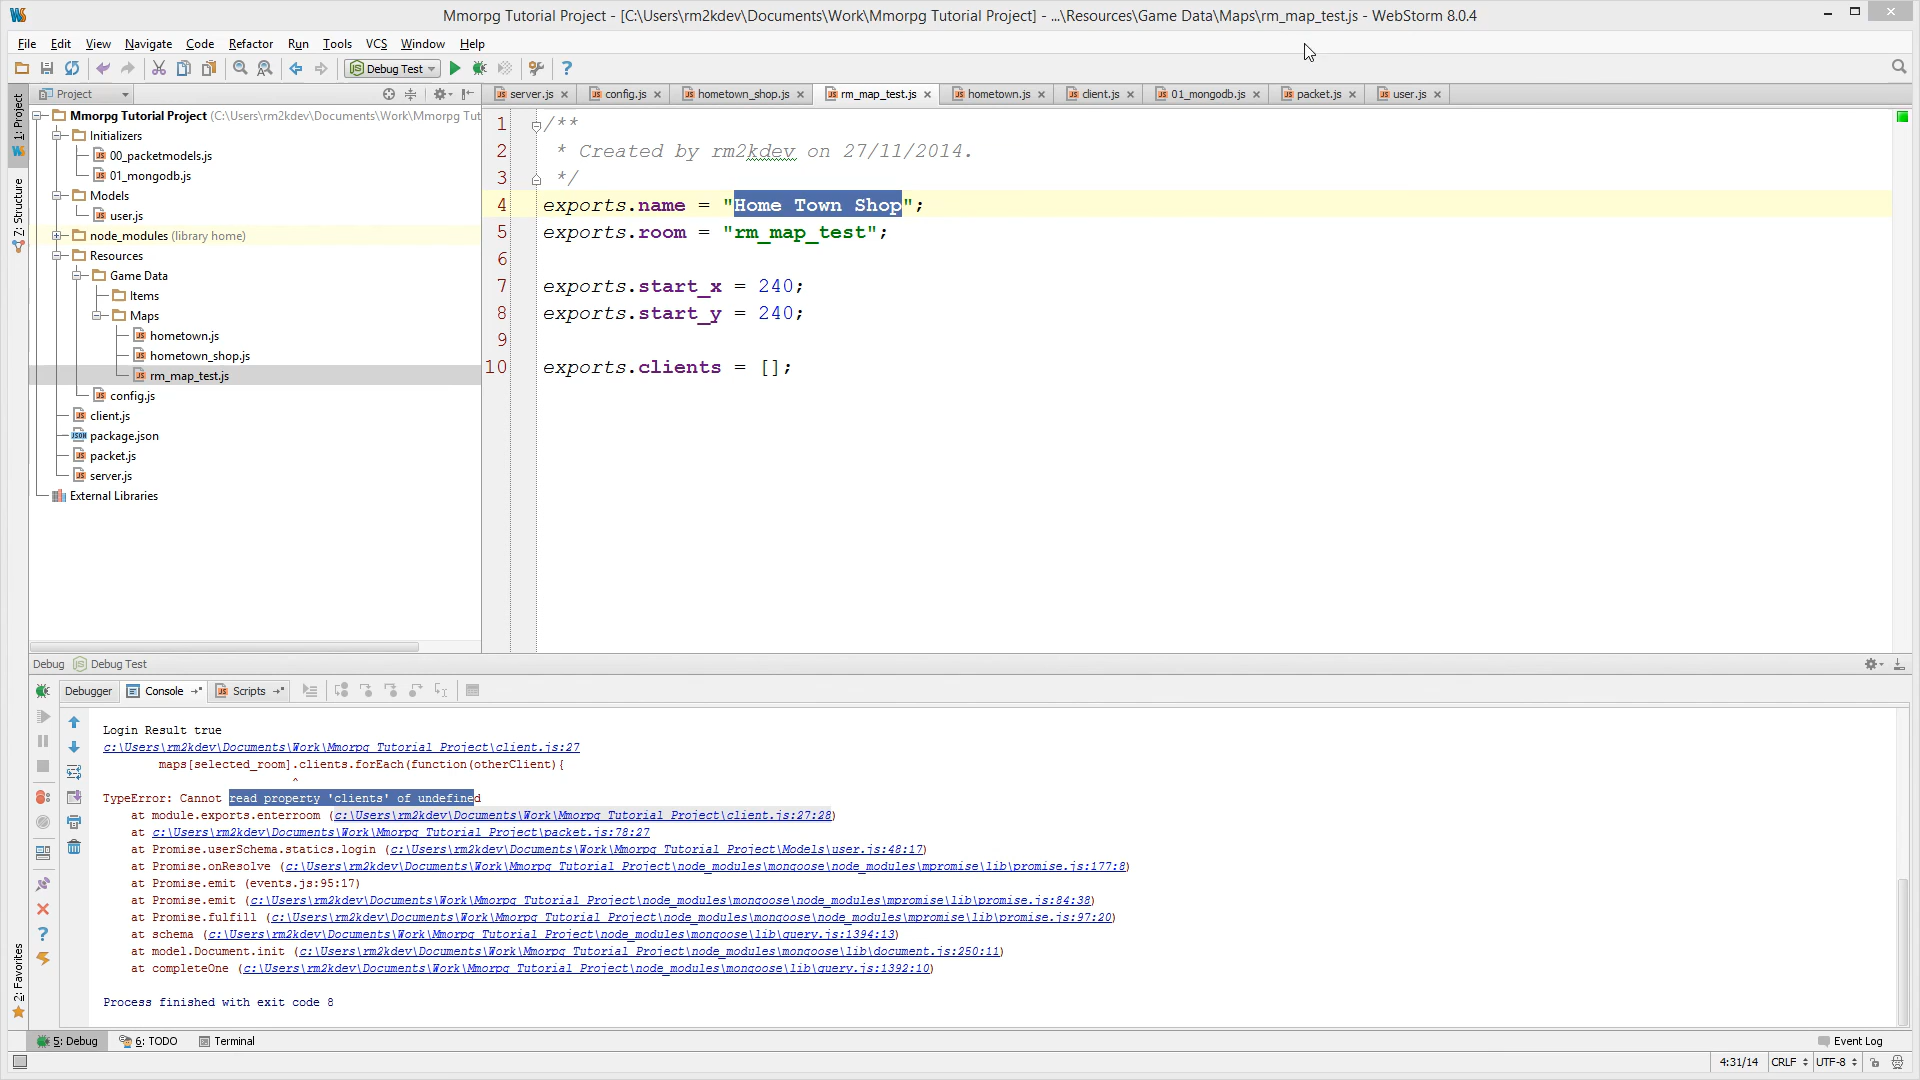 Mmorpg Tutorial Project - [C:\Users\rm2kdev\Documents\Work\Mmorpg Tutorial Project] - ...\Resources\Game Data\Maps\rm_map_test.js - WebStorm 8.0.4
File Edit View Navigate Code Refactor Run Tools VCS Window Help
Debug Test
Project
server.js config.js hometown_shop.js rm_map_test.js hometown.js client.js 01_mongodb.js packet.js user.js
1: Project
Z: Structure
2: Favorites
Mmorpg Tutorial Project (C:\Users\rm2kdev\Documents\Work\Mmorpg Tut
Initializers
00_packetmodels.js
01_mongodb.js
Models
user.js
node_modules (library home)
Resources
Game Data
Items
Maps
hometown.js
hometown_shop.js
rm_map_test.js
config.js
client.js
package.json
packet.js
server.js
External Libraries
1 /**
2 * Created by rm2kdev on 27/11/2014.
3 */
4 exports.name = "Home Town Shop";
5 exports.room = "rm_map_test";
6
7 exports.start_x = 240;
8 exports.start_y = 240;
9
10 exports.clients = [];
Debug Debug Test
Debugger Console Scripts
Login Result true
c:\Users\rm2kdev\Documents\Work\Mmorpg Tutorial Project\client.js:27
maps[selected_room].clients.forEach(function(otherClient){
^
TypeError: Cannot read property 'clients' of undefined
at module.exports.enterroom (c:\Users\rm2kdev\Documents\Work\Mmorpg Tutorial Project\client.js:27:28)
at c:\Users\rm2kdev\Documents\Work\Mmorpg Tutorial Project\packet.js:78:27
at Promise.userSchema.statics.login (c:\Users\rm2kdev\Documents\Work\Mmorpg Tutorial Project\Models\user.js:48:17)
at Promise.onResolve (c:\Users\rm2kdev\Documents\Work\Mmorpg Tutorial Project\node_modules\mongoose\node_modules\mpromise\lib\promise.js:177:8)
at Promise.emit (events.js:95:17)
at Promise.emit (c:\Users\rm2kdev\Documents\Work\Mmorpg Tutorial Project\node_modules\mongoose\node_modules\mpromise\lib\promise.js:84:38)
at Promise.fulfill (c:\Users\rm2kdev\Documents\Work\Mmorpg Tutorial Project\node_modules\mongoose\node_modules\mpromise\lib\promise.js:97:20)
at schema (c:\Users\rm2kdev\Documents\Work\Mmorpg Tutorial Project\node_modules\mongoose\lib\query.js:1394:13)
at model.Document.init (c:\Users\rm2kdev\Documents\Work\Mmorpg Tutorial Project\node_modules\mongoose\lib\document.js:250:11)
at completeOne (c:\Users\rm2kdev\Documents\Work\Mmorpg Tutorial Project\node_modules\mongoose\lib\query.js:1392:10)
Process finished with exit code 8
5: Debug 6: TODO Terminal Event Log
4:31/14 CRLF UTF-8